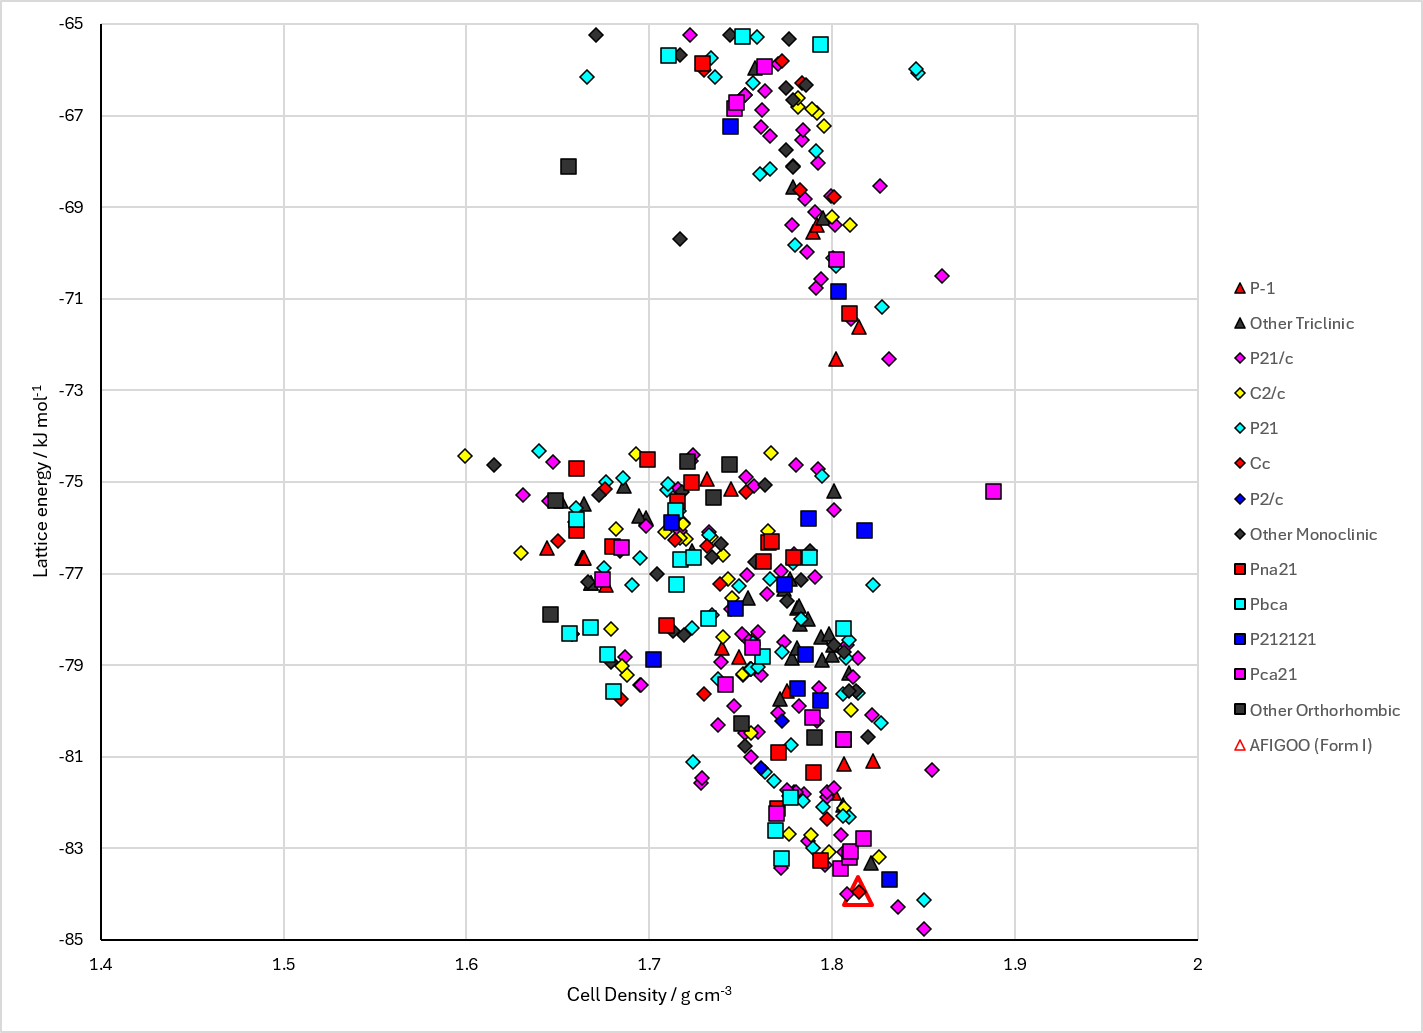 -65
-67
-69
-71
-73
-75
-77
-79
-81
-83
-85
Lattice energy / kJ mol-1
1.4 1.5 1.6 1.7 1.8 1.9 2
Cell Density / g cm-3
P-1
Other Triclinic
P21/c
C2/c
P21
Cc
P2/c
Other Monoclinic
Pna21
Pbca
P212121
Pca21
Other Orthorhombic
AFIGOO (Form I)